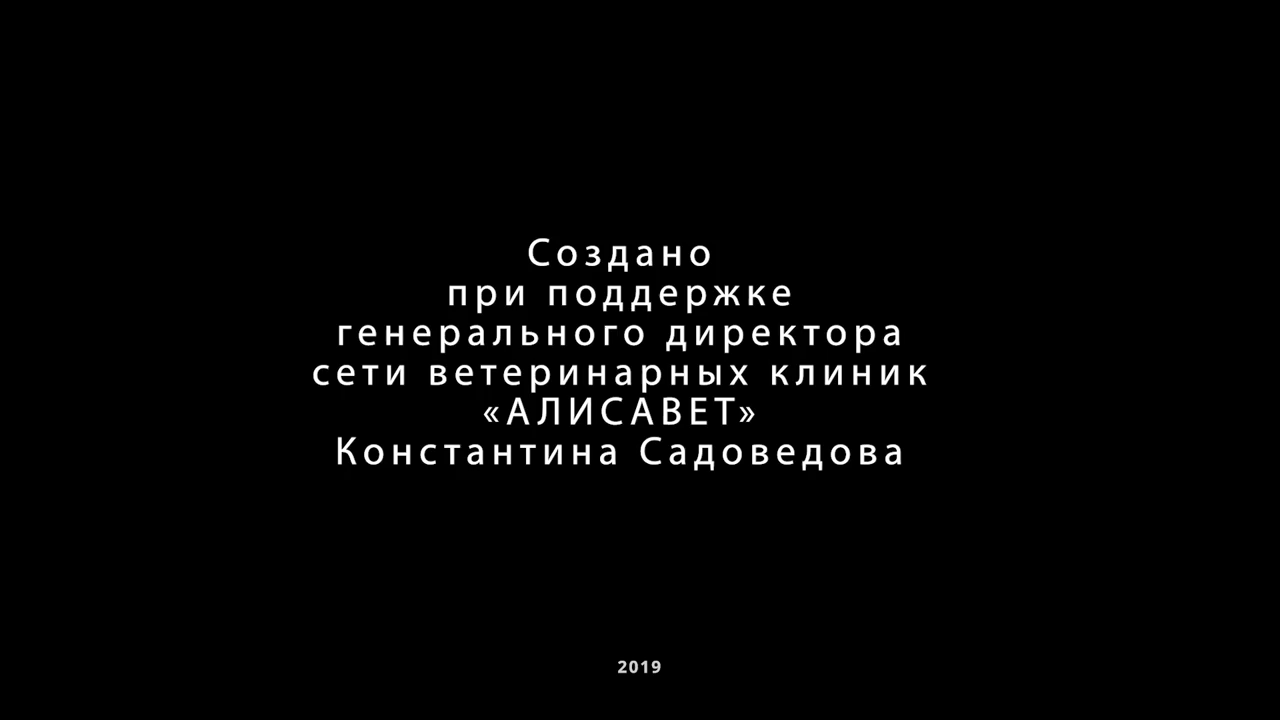 Создано
при поддержке
генерального директора
сети ветеринарных клиник
«АЛИСАВЕТ»
Константина Садоведова
2019